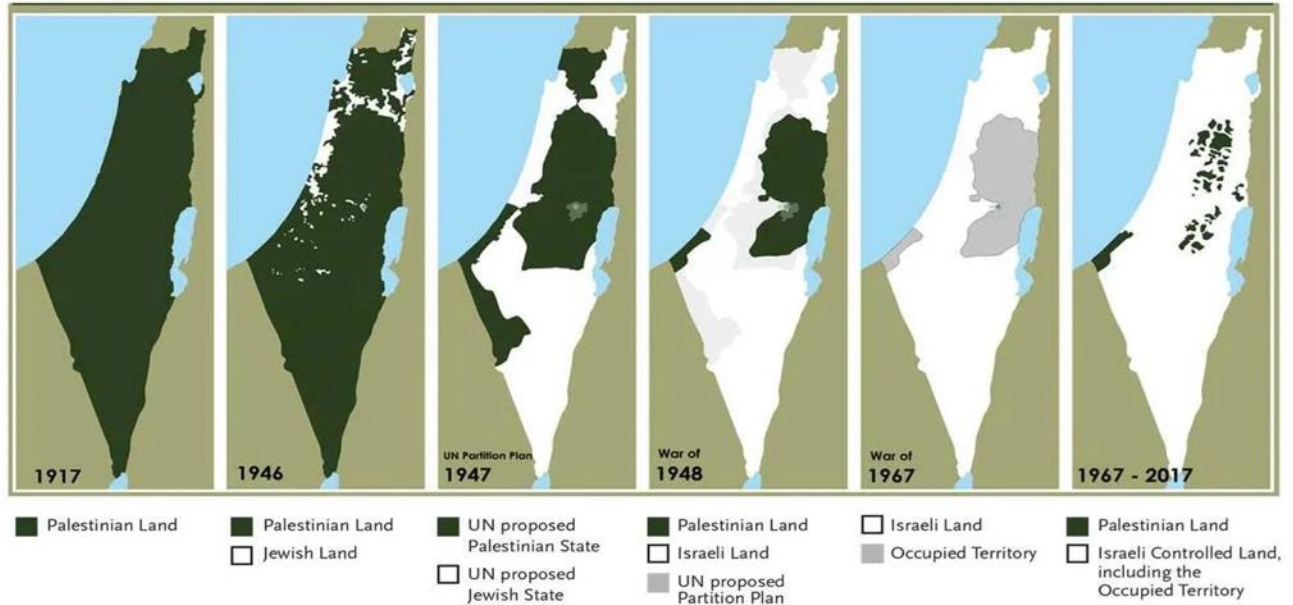 1917
1946
UN Partition Plan
1947
War of
1948
War of
1967
1967 - 2017
Palestinian Land
Palestinian Land
Jewish Land
UN proposed
Palestinian State
UN proposed
Jewish State
Palestinian Land
Israeli Land
UN proposed
Partition Plan
Israeli Land
Occupied Territory
Palestinian Land
Israeli Controlled Land,
including the
Occupied Territory